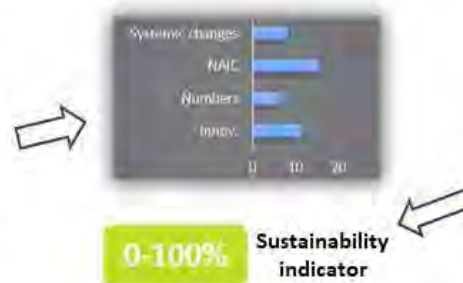 Systemic changes
NAIC
Numbers
Innov.
0 10 20
0-100%
Sustainability
indicator